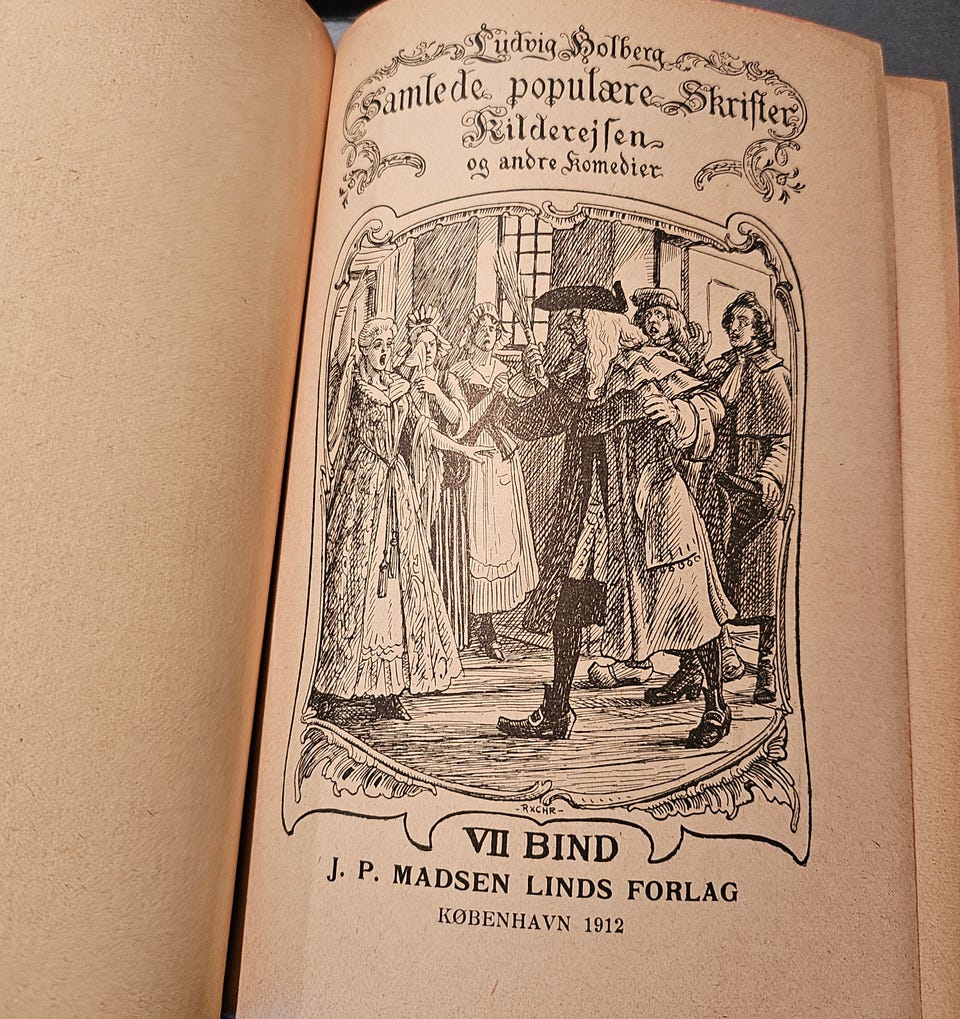 Ludvig Holberg
Samlede populære Skrifter
Kilderejsen
og andre Komedier
-RXCHR-
VII BIND
J. P. MADSEN LINDS FORLAG
KØBENHAVN 1912